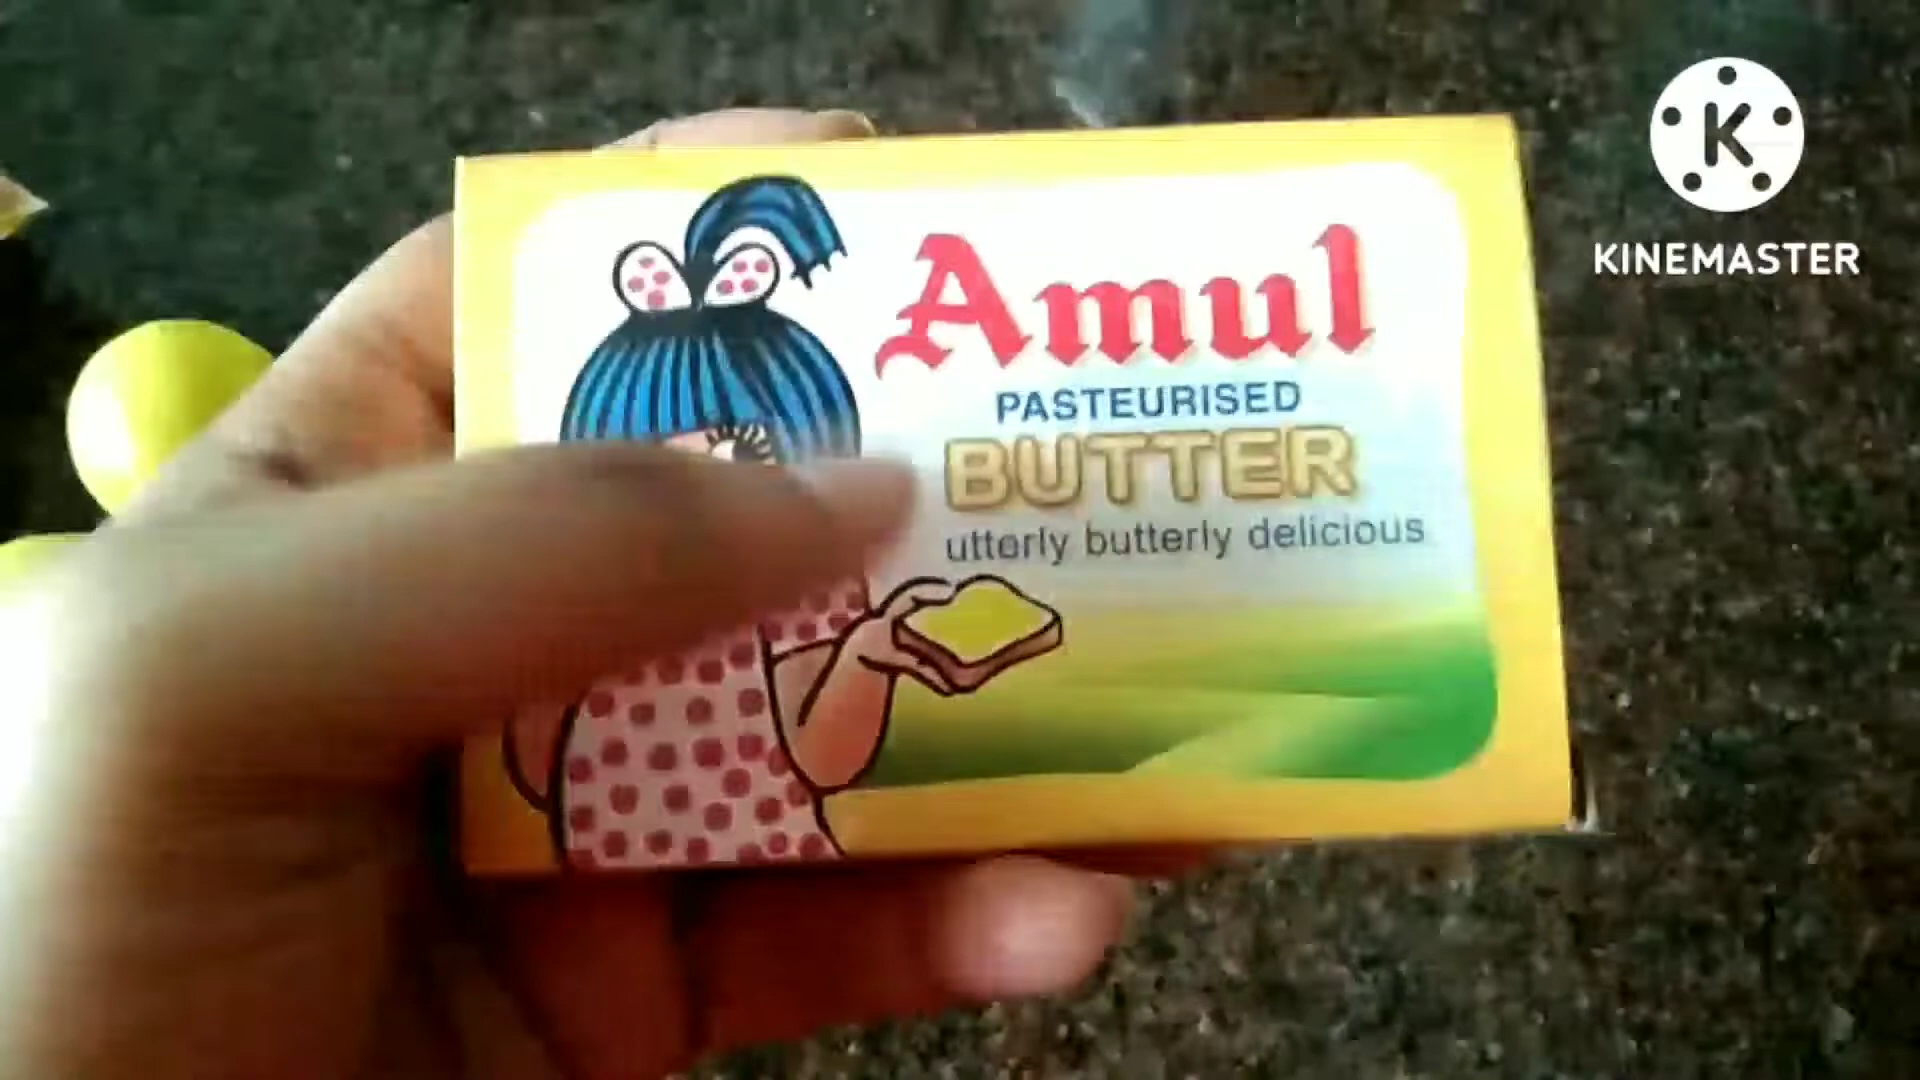 Amul
PASTEURISED
BUTTER
utterly butterly delicious
K
KINEMASTER